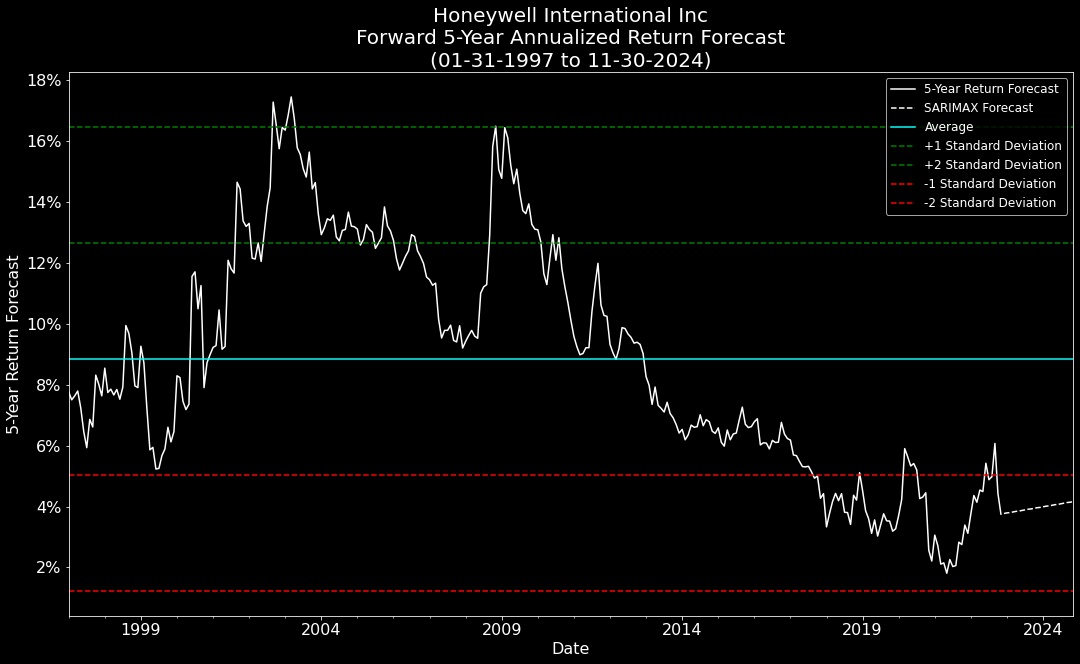 Honeywell International Inc
Forward 5-Year Annualized Return Forecast
(01-31-1997 to 11-30-2024)
18%
16%
14%
12%
10%
8%
6%
4%
2%
5-Year Return Forecast
5-Year Return Forecast
SARIMAX Forecast
Average
+1 Standard Deviation
+2 Standard Deviation
-1 Standard Deviation
-2 Standard Deviation
1999 2004 2009 2014 2019 2024
Date